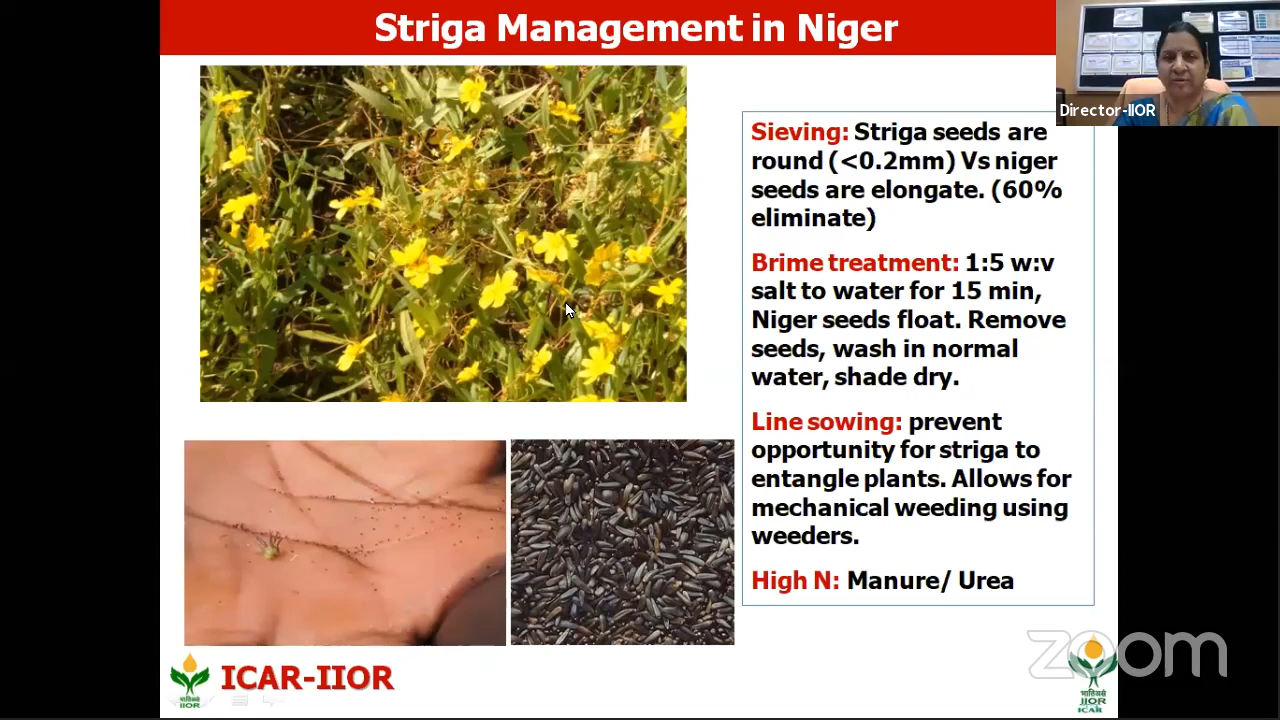 Striga Management in Niger
Director-IIOR
Sieving: Striga seeds are
round (<0.2mm) Vs niger
seeds are elongate. (60%
eliminate)
Brime treatment: 1:5 w:v
salt to water for 15 min,
Niger seeds float. Remove
seeds, wash in normal
water, shade dry.
Line sowing: prevent
opportunity for striga to
entangle plants. Allows for
mechanical weeding using
weeders.
High N: Manure/ Urea
ICAR-IIOR
IIOR
zoom
IIOR
ICAR